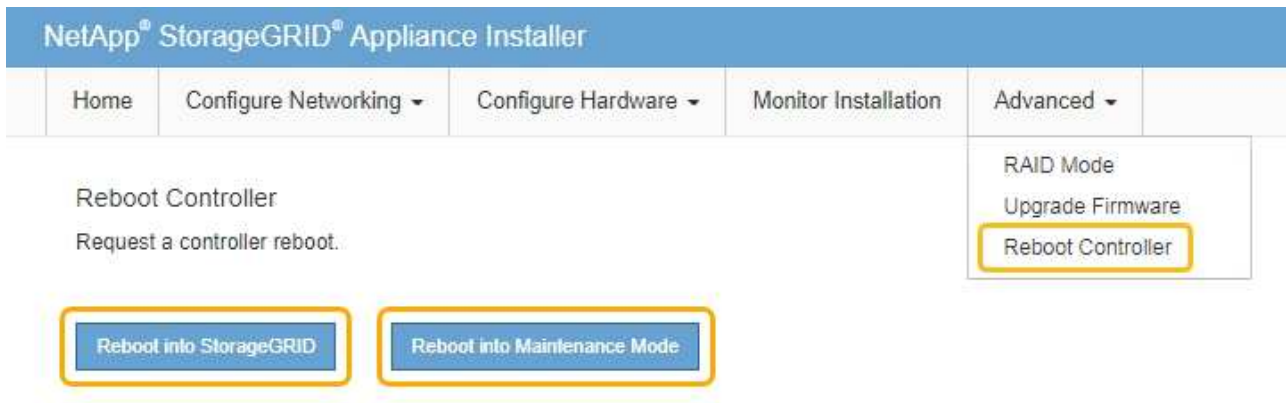 NetApp® StorageGRID® Appliance Installer
Home Configure Networking Configure Hardware Monitor Installation Advanced
RAID Mode
Upgrade Firmware
Reboot Controller
Reboot Controller
Request a controller reboot.
Reboot into StorageGRID Reboot into Maintenance Mode